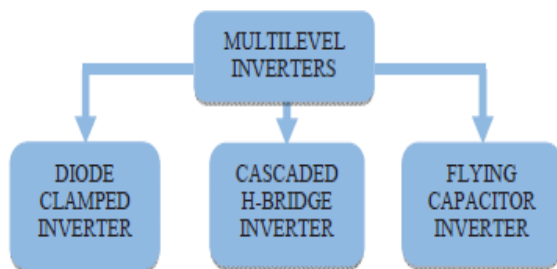 MULTILEVEL
INVERTERS
DIODE
CLAMPED
INVERTER
CASCADED
H-BRIDGE
INVERTER
FLYING
CAPACITOR
INVERTER